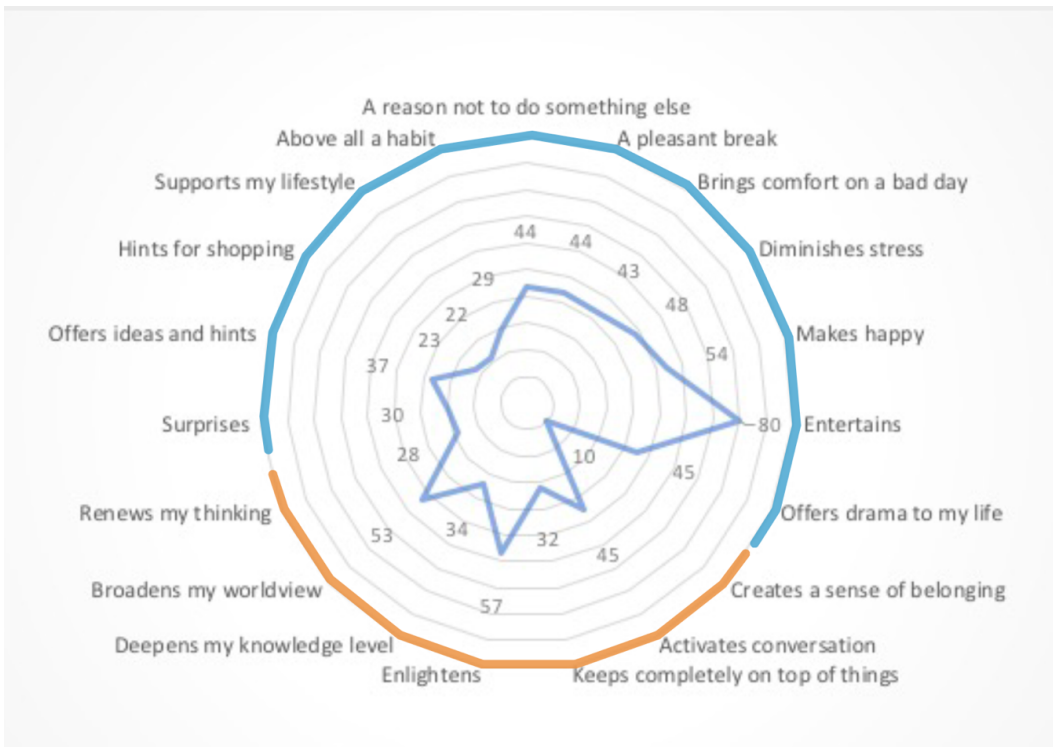 A reason not to do something else
Above all a habit
A pleasant break
Supports my lifestyle
Brings comfort on a bad day
44
44
Hints for shopping
Diminishes stress
43
29
48
22
Offers ideas and hints
Makes happy
23
54
37
30
Surprises
80
Entertains
28
10
45
Renews my thinking
Offers drama to my life
34
53
32
45
Broadens my worldview
Creates a sense of belonging
57
Deepens my knowledge level
Activates conversation
Enlightens
Keeps completely on top of things